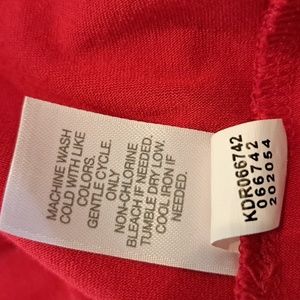 MACHINE WASH
COLD WITH LIKE
COLORS.
GENTLE CYCLE.
ONLY
NON-CHLORINE
BLEACH IF NEEDED.
TUMBLE DRY LOW.
COOL IRON IF
NEEDED.
KDR066742
066742
202054